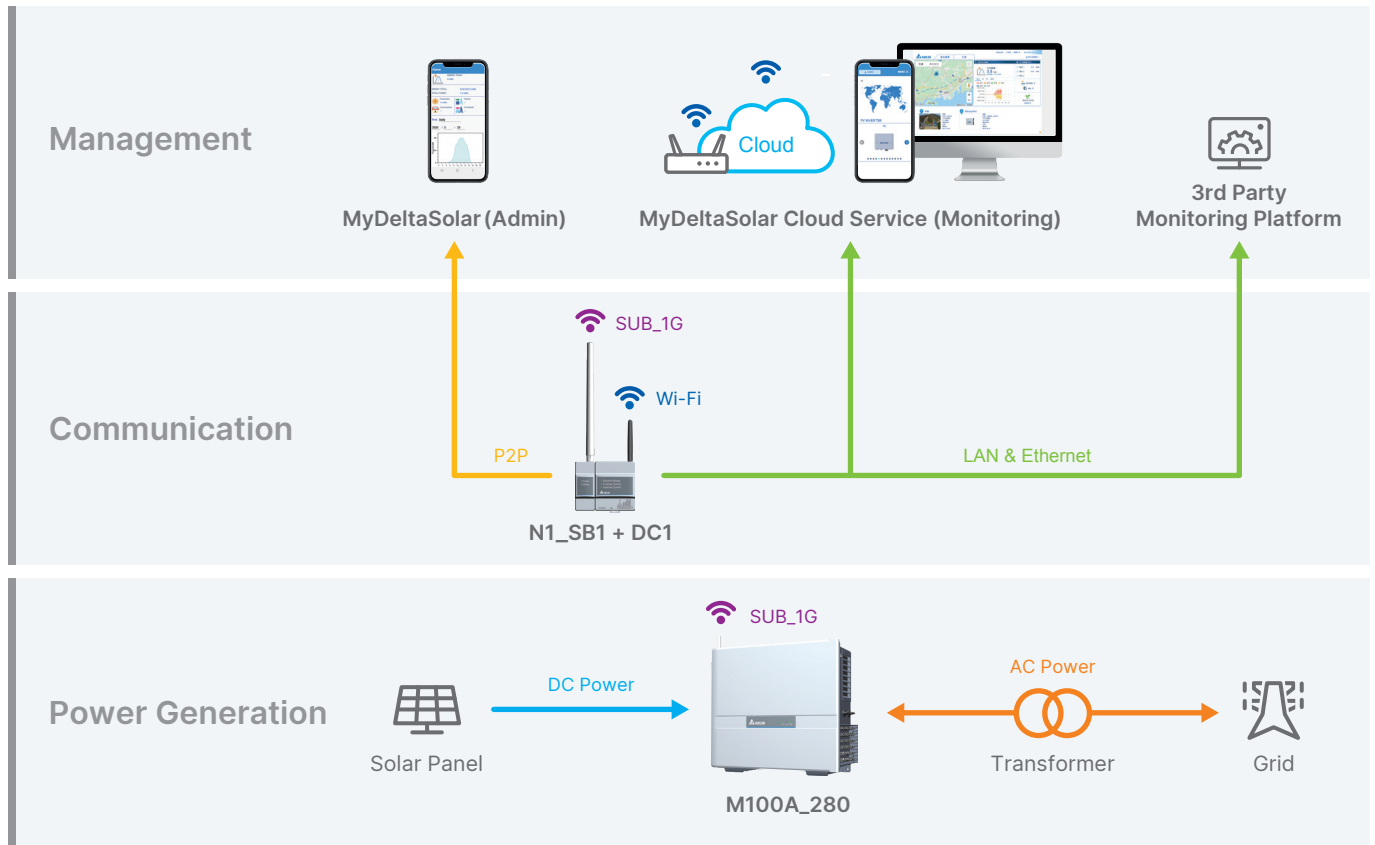 Management
Cloud
MyDeltaSolar (Admin)
MyDeltaSolar Cloud Service (Monitoring)
3rd Party
Monitoring Platform
SUB_1G
Wi-Fi
Communication
P2P
LAN & Ethernet
N1_SB1 + DC1
SUB_1G
DC Power
AC Power
Power Generation
Solar Panel
Transformer
Grid
M100A_280